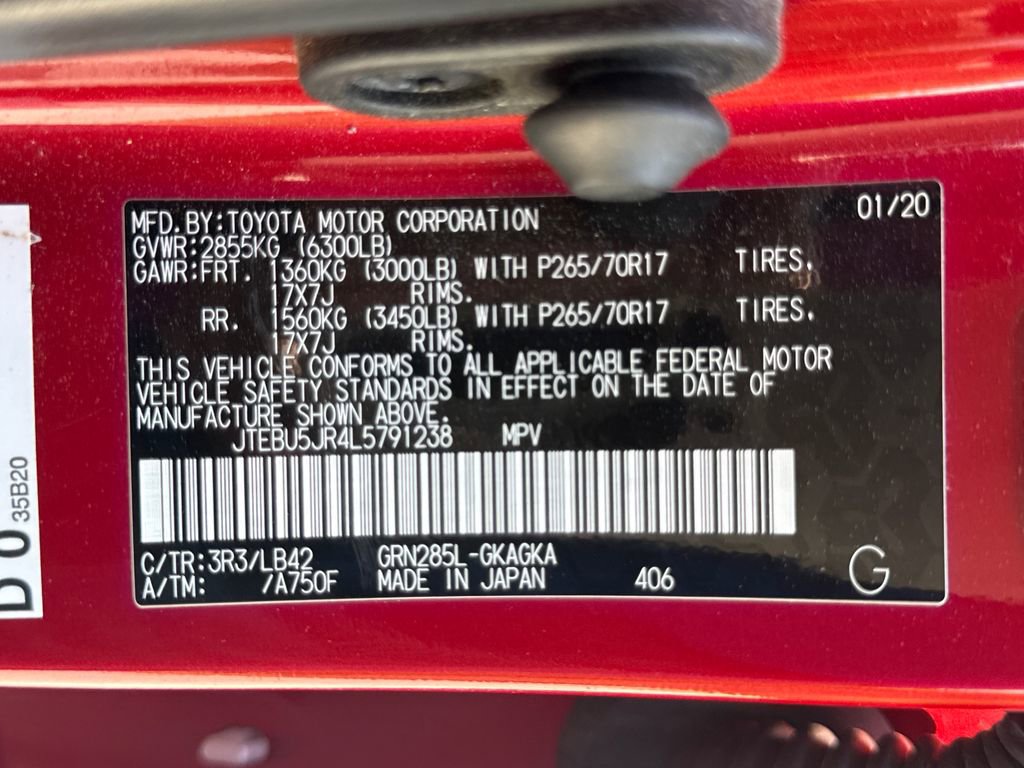 MFD.BY:TOYOTA MOTOR CORPORATION 01/20
GVWR:2855KG (6300LB)
GAWR:FRT. 1360KG (3000LB) WITH P265/70R17 TIRES.
17X7J RIMS.
RR. 1560KG (3450LB) WITH P265/70R17 TIRES.
17X7J RIMS.
THIS VEHICLE CONFORMS TO ALL APPLICABLE FEDERAL MOTOR
VEHICLE SAFETY STANDARDS IN EFFECT ON THE DATE OF
MANUFACTURE SHOWN ABOVE.
JTEBU5JR4L5791238 MPV
C/TR:3R3/LB42 GRN285L-GKAGKA
A/TM: /A750F MADE IN JAPAN 406 G
35B20